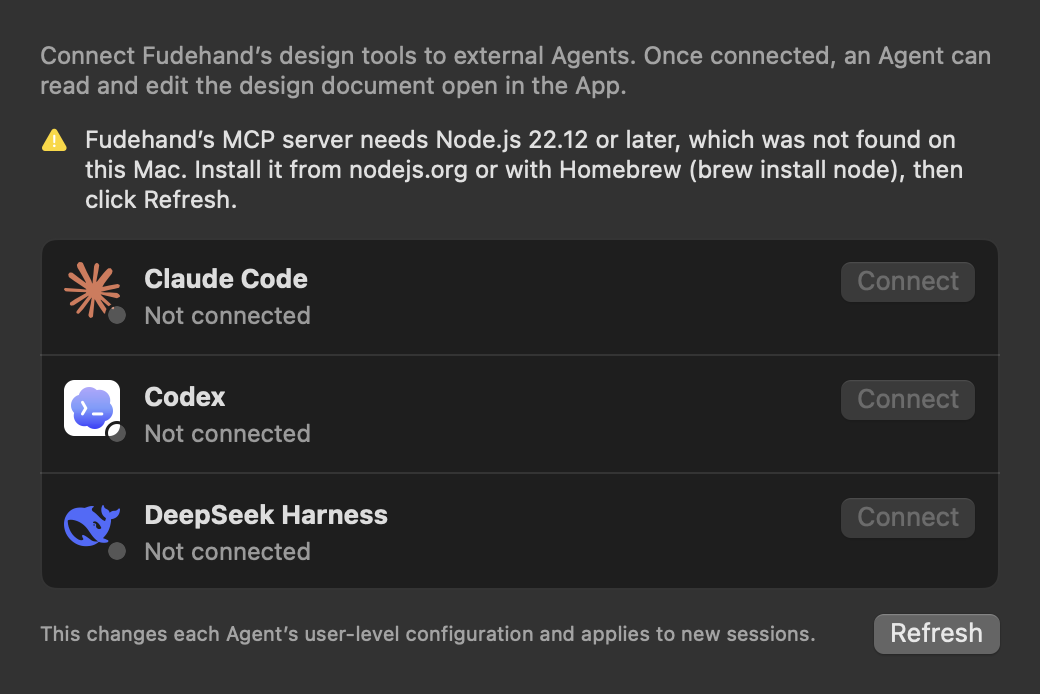 Connect Fudehand’s design tools to external Agents. Once connected, an Agent can
read and edit the design document open in the App.
Fudehand’s MCP server needs Node.js 22.12 or later, which was not found on
this Mac. Install it from nodejs.org or with Homebrew (brew install node), then
click Refresh.
Claude Code
Not connected
Connect
Codex
Not connected
Connect
DeepSeek Harness
Not connected
Connect
This changes each Agent’s user-level configuration and applies to new sessions.
Refresh